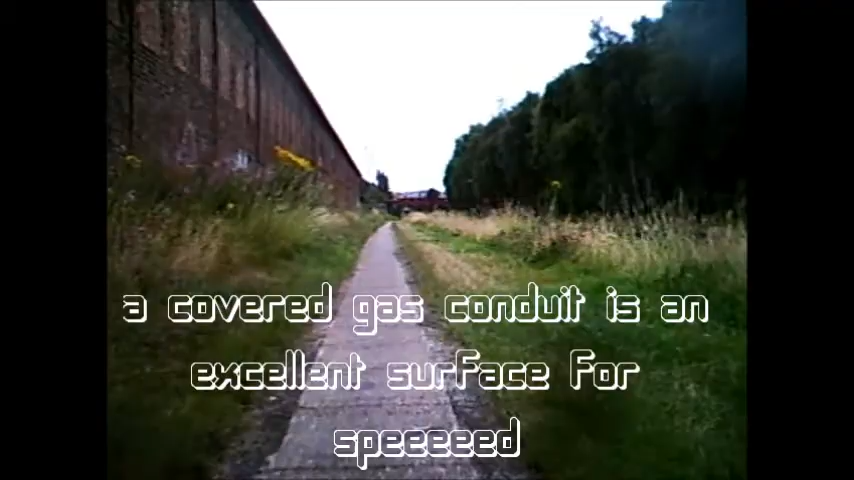 a covered gas conduit is an
excellent surface for
speeeeed